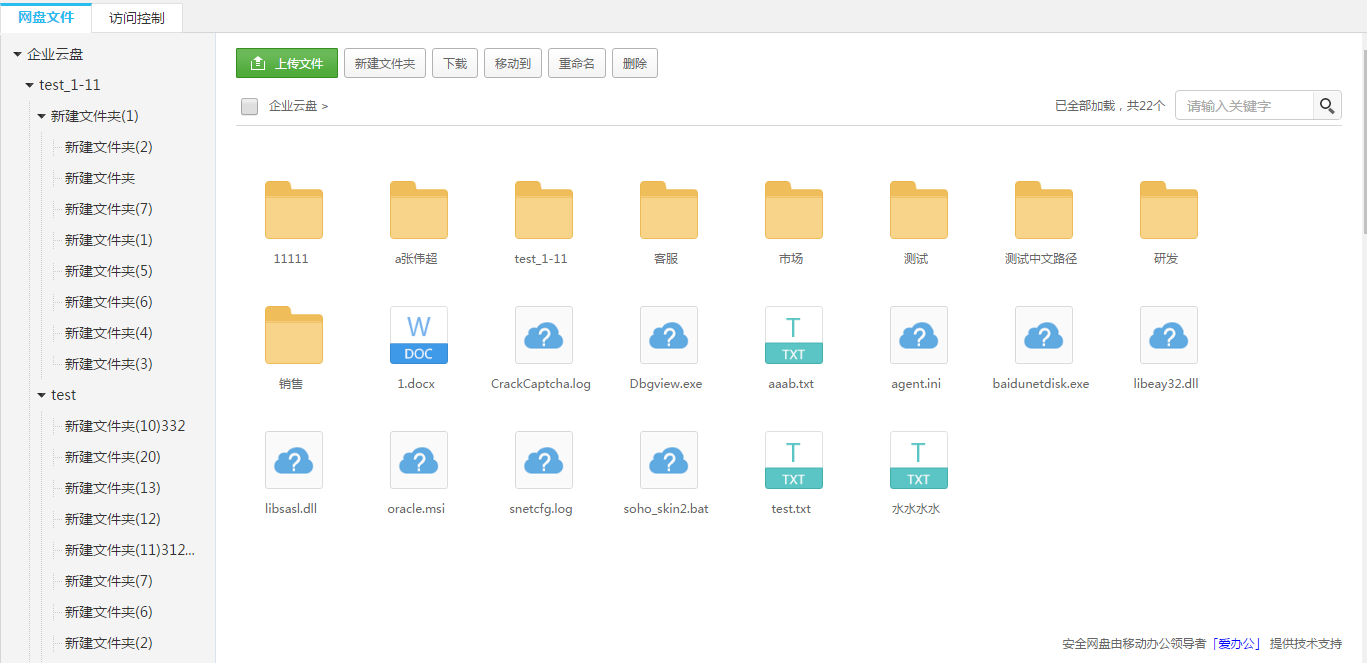 网盘文件 访问控制
企业云盘
test_1-11
新建文件夹(1)
新建文件夹(2)
新建文件夹
新建文件夹(7)
新建文件夹(1)
新建文件夹(5)
新建文件夹(6)
新建文件夹(4)
新建文件夹(3)
test
新建文件夹(10)332
新建文件夹(20)
新建文件夹(13)
新建文件夹(12)
新建文件夹(11)312...
新建文件夹(7)
新建文件夹(6)
新建文件夹(2)
上传文件 新建文件夹 下载 移动到 重命名 删除
企业云盘 > 已全部加载，共22个 请输入关键字
11111 a张伟超 test_1-11 客服 市场 测试 测试中文路径 研发
W T
DOC TXT
销售 1.docx CrackCaptcha.log Dbgview.exe aaab.txt agent.ini baidunetdisk.exe libeay32.dll
T T
TXT TXT
libsasl.dll oracle.msi snetcfg.log soho_skin2.bat test.txt 水水水水
安全网盘由移动办公领导者「爱办公」 提供技术支持